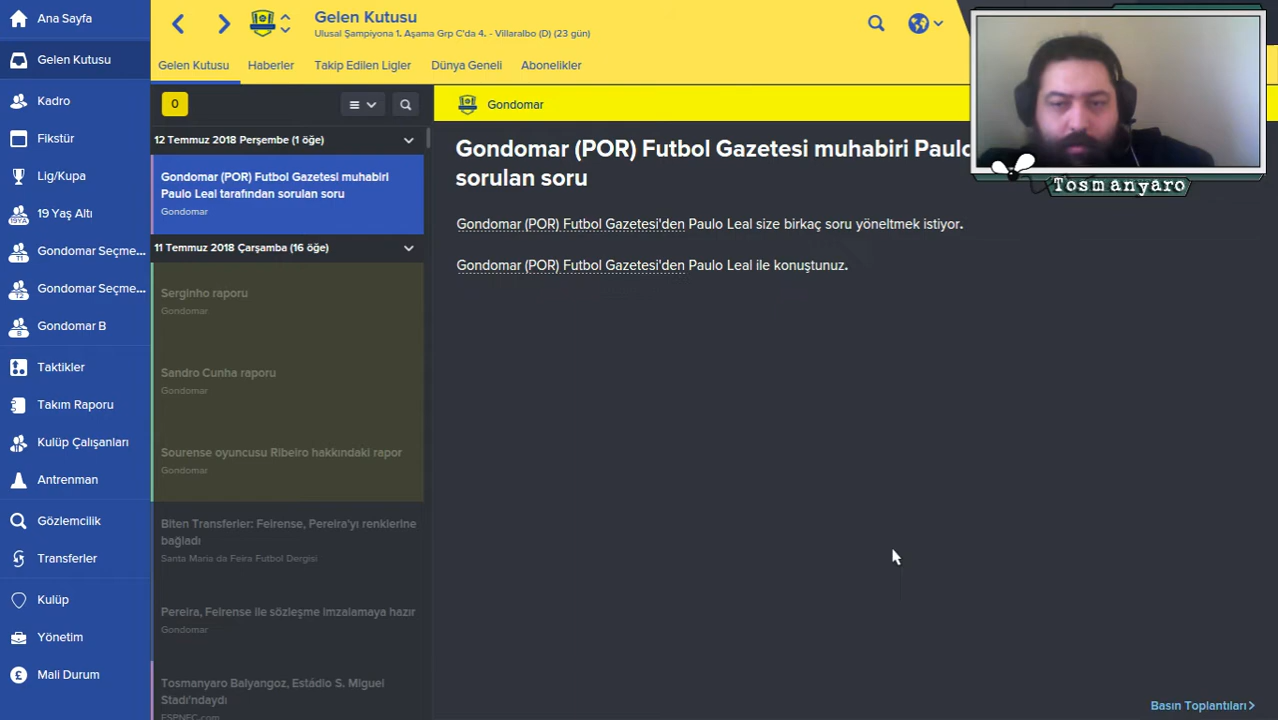 Ana Sayfa
Gelen Kutusu
Kadro
Fikstür
Lig/Kupa
19 Yaş Altı
Gondomar Seçme...
Gondomar Seçme...
Gondomar B
Taktikler
Takım Raporu
Kulüp Çalışanları
Antrenman
Gözlemcilik
Transferler
Kulüp
Yönetim
Mali Durum
Gelen Kutusu
Ulusal Şampiyona 1. Aşama Grp C'da 4. - Villaralbo (D) (23 gün)
Gelen Kutusu Haberler Takip Edilen Ligler Dünya Geneli Abonelikler
0
12 Temmuz 2018 Perşembe (1 öğe)
Gondomar (POR) Futbol Gazetesi muhabiri
Paulo Leal tarafından sorulan soru
Gondomar
11 Temmuz 2018 Çarşamba (16 öğe)
Serginho raporu
Gondomar
Sandro Cunha raporu
Gondomar
Sourense oyuncusu Ribeiro hakkındaki rapor
Gondomar
Biten Transferler: Feirense, Pereira'yı renklerine
bağladı
Santa Maria da Feira Futbol Dergisi
Pereira, Feirense ile sözleşme imzalamaya hazır
Gondomar
Tosmanyaro Balyangoz, Estádio S. Miguel
Stadı'ndaydı
ESPNFC.com
Gondomar
Gondomar (POR) Futbol Gazetesi muhabiri Paulo
sorulan soru
Gondomar (POR) Futbol Gazetesi'den Paulo Leal size birkaç soru yöneltmek istiyor.
Gondomar (POR) Futbol Gazetesi'den Paulo Leal ile konuştunuz.
Basın Toplantıları
Tosmanyaro